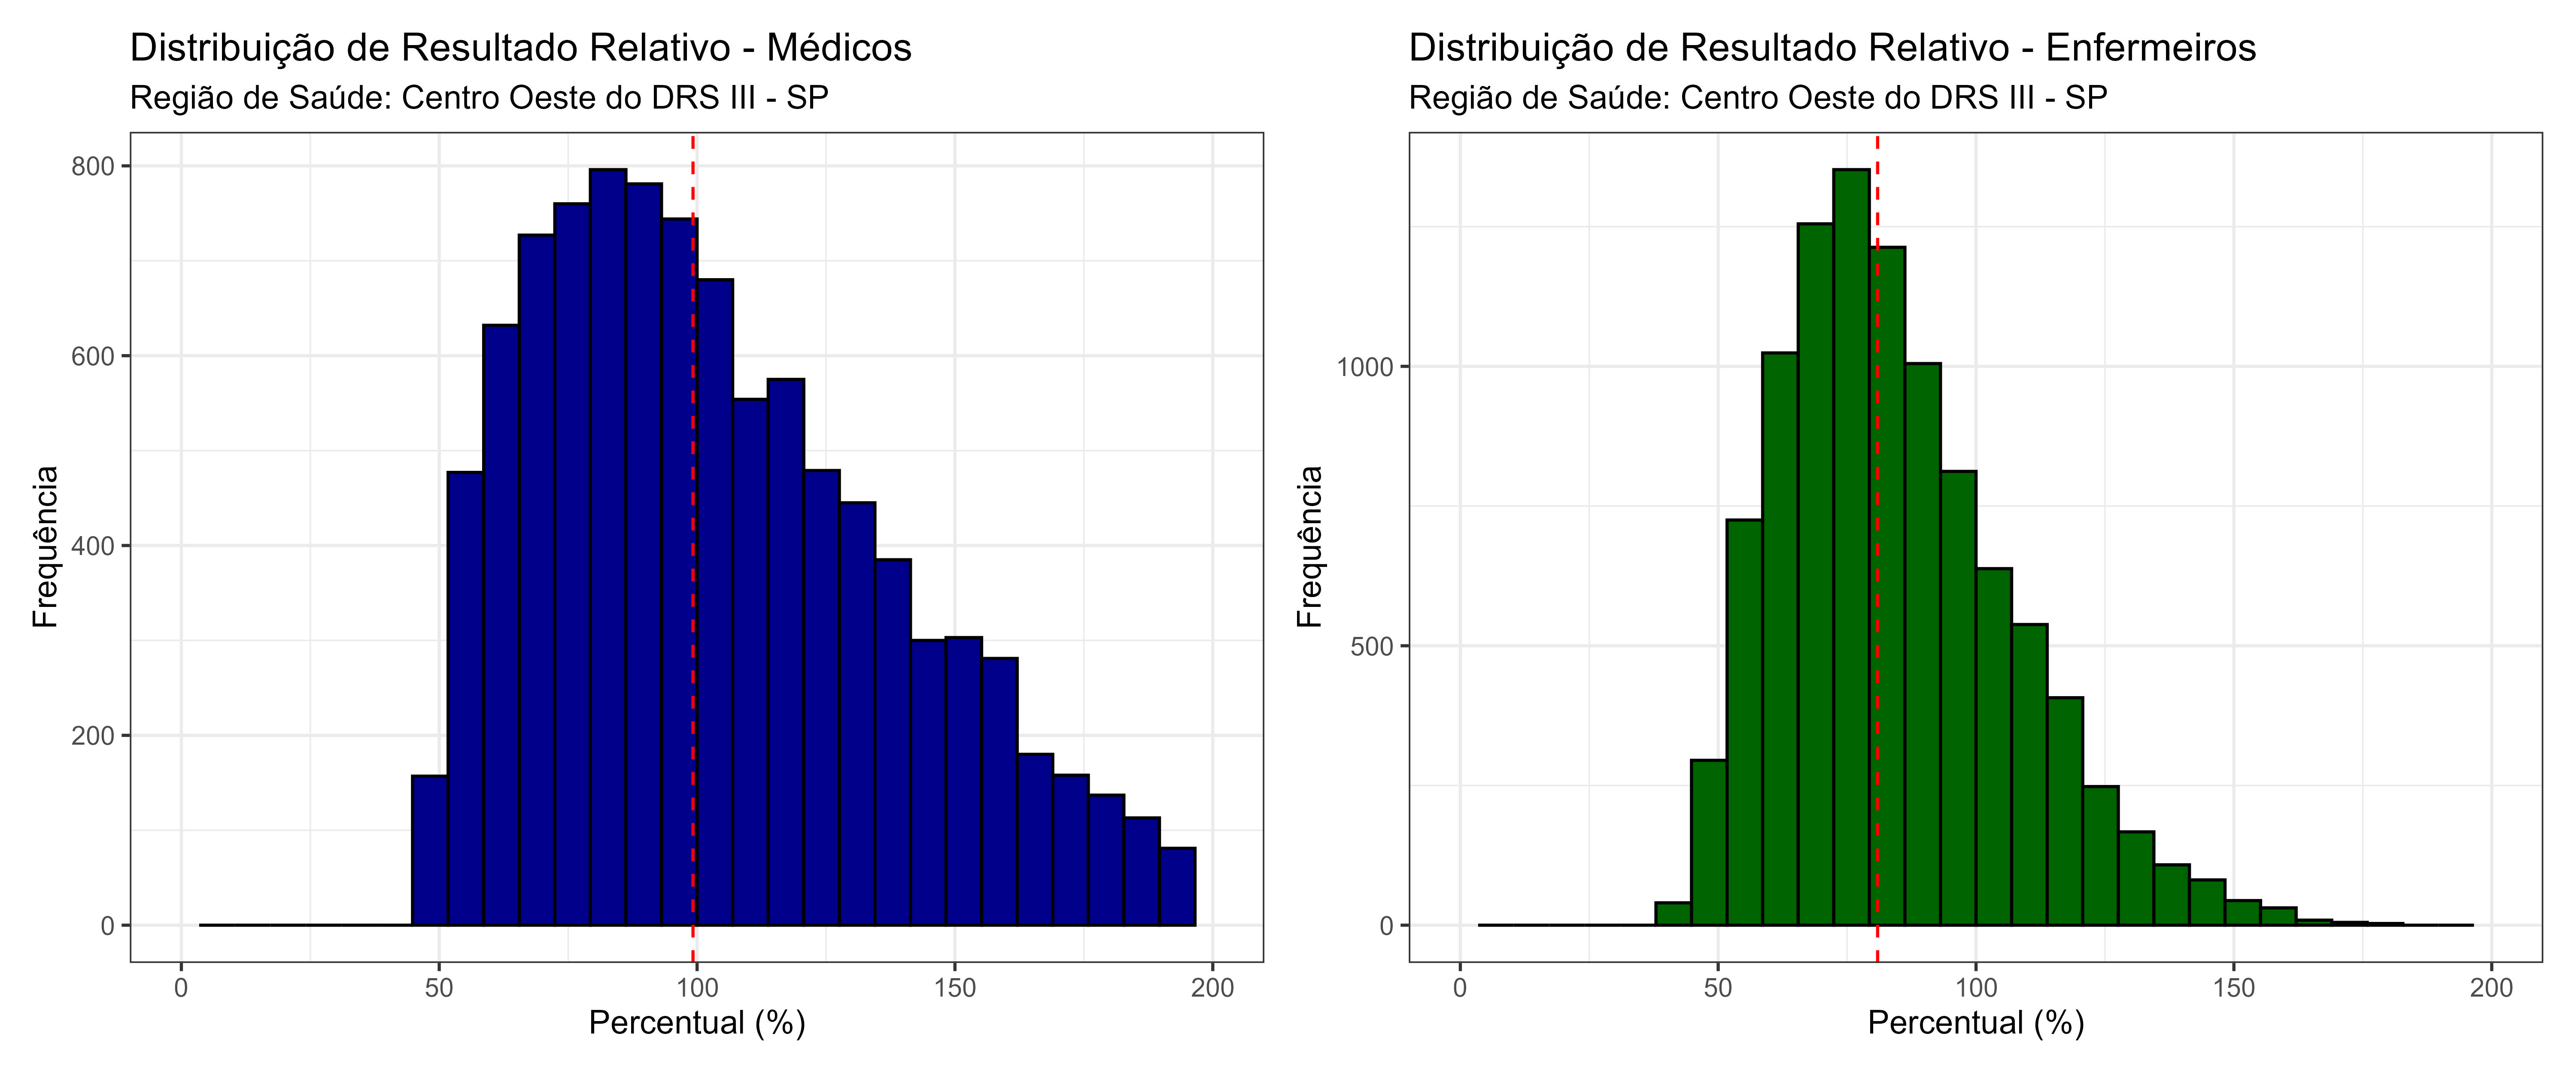 Distribuição de Resultado Relativo - Médicos
Região de Saúde: Centro Oeste do DRS III - SP
800
600
400
200
0
Frequência
0 50 100 150 200
Percentual (%)
Distribuição de Resultado Relativo - Enfermeiros
Região de Saúde: Centro Oeste do DRS III - SP
1000
500
0
Frequência
0 50 100 150 200
Percentual (%)